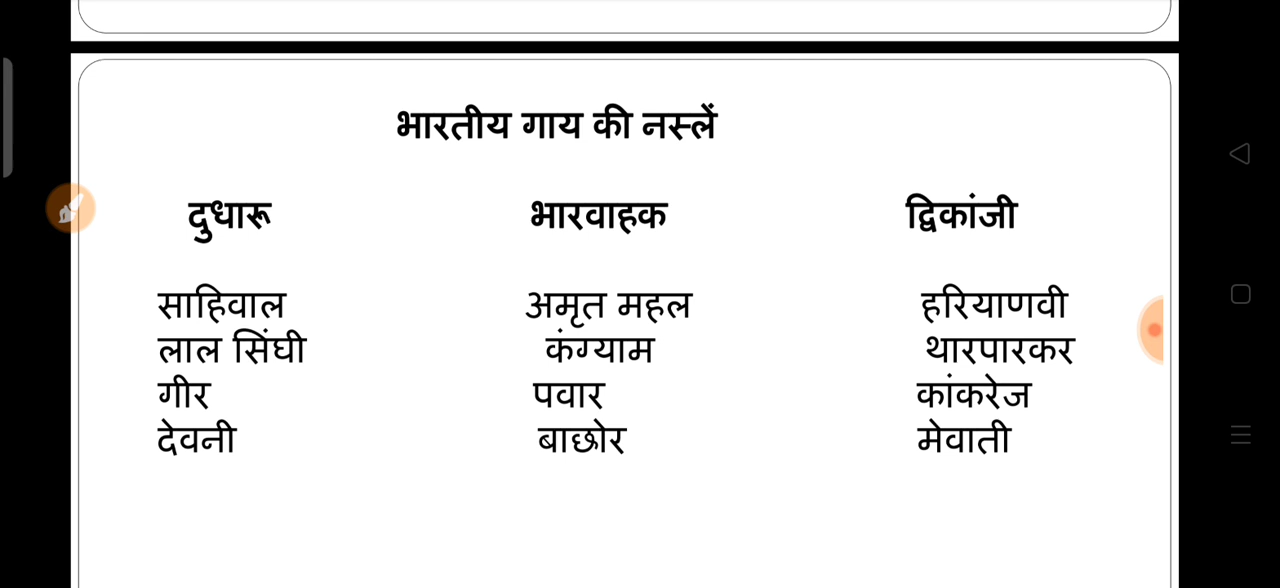 भारतीय गाय की नस्लें
दुधारू भारवाहक द्विकांजी
साहिवाल अमृत महल हरियाणवी
लाल सिंघी कंग्याम थारपारकर
गीर पवार कांकरेज
देवनी बाछोर मेवाती